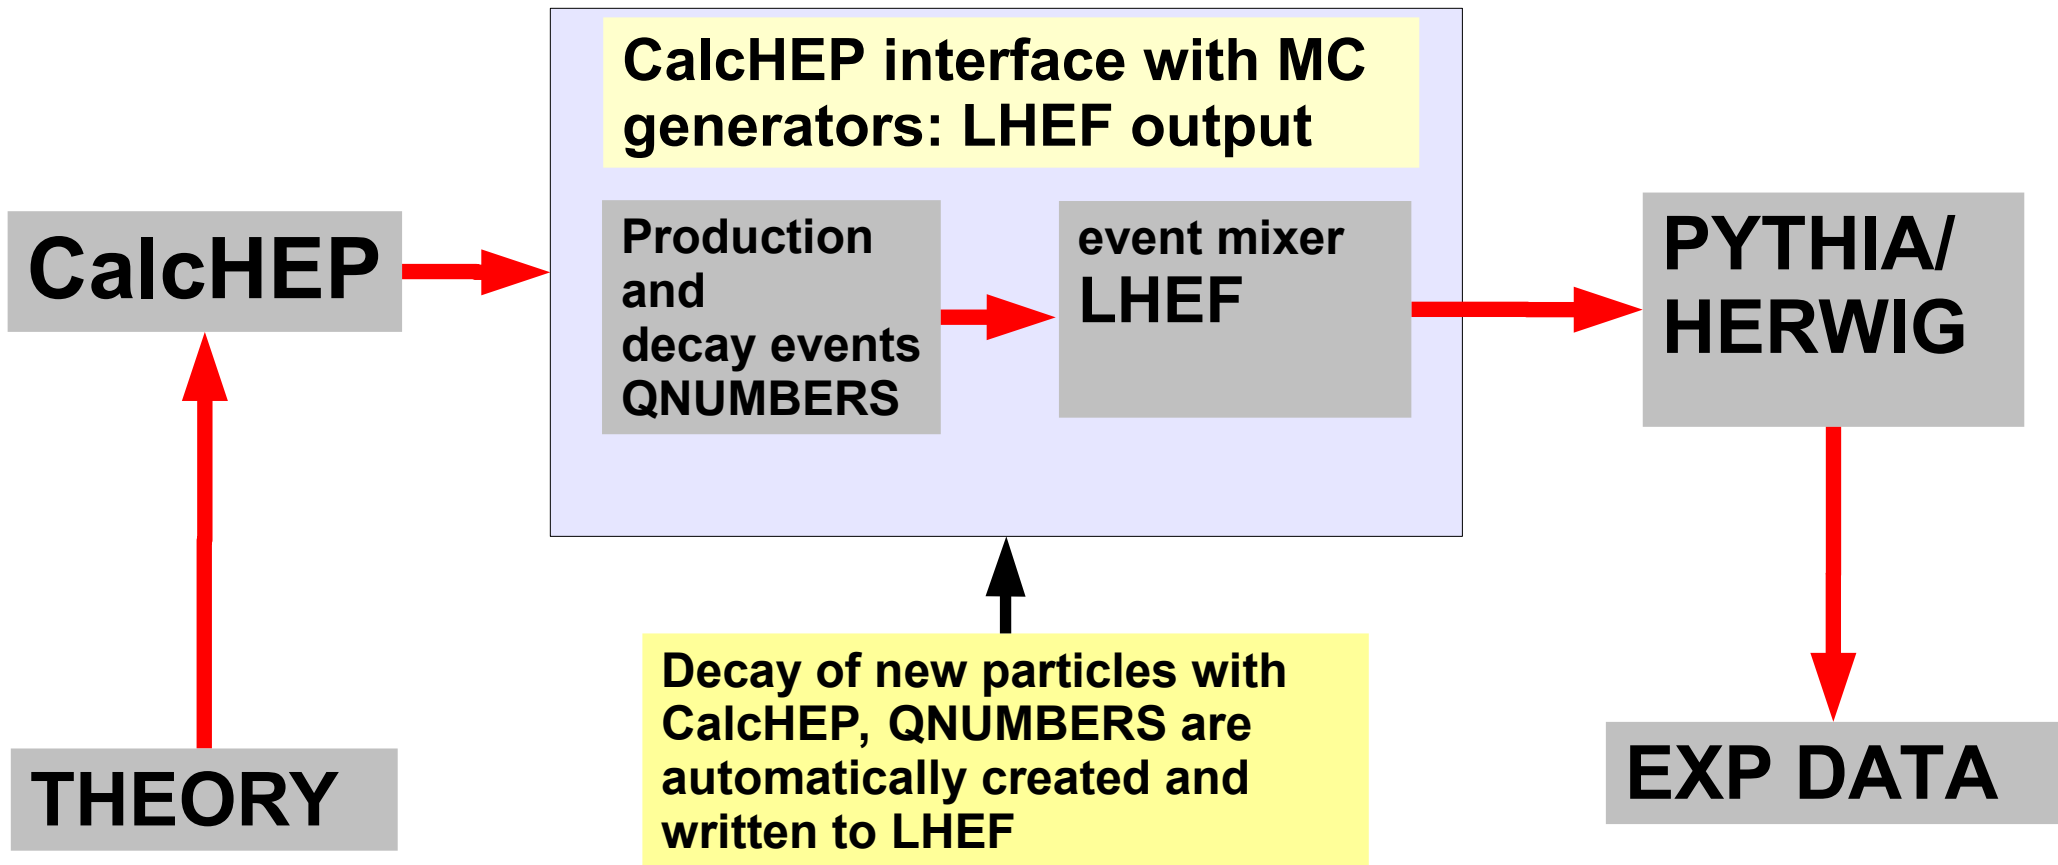 CalcHEP interface with MC
generators: LHEF output
CalcHEP
Production
and
decay events
QNUMBERS
event mixer
LHEF
PYTHIA/
HERWIG
THEORY
Decay of new particles with
CalcHEP, QNUMBERS are
automatically created and
written to LHEF
EXP DATA